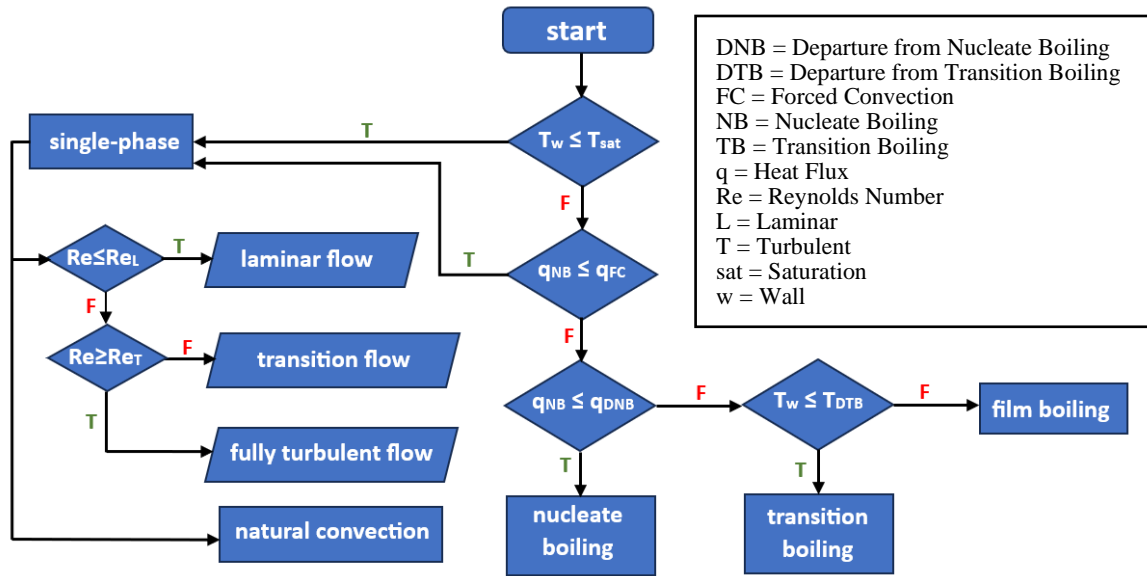 start
DNB = Departure from Nucleate Boiling
DTB = Departure from Transition Boiling
FC = Forced Convection
NB = Nucleate Boiling
TB = Transition Boiling
q = Heat Flux
Re = Reynolds Number
L = Laminar
T = Turbulent
sat = Saturation
w = Wall
single-phase
T
Tw ≤ Tsat
F
Re≤ReL
T
laminar flow
T
qNB ≤ qFC
F
F
Re≥ReT
F
transition flow
qNB ≤ qDNB
F
Tw ≤ TDTB
F
film boiling
T
fully turbulent flow
T
T
natural convection
nucleate
boiling
transition
boiling